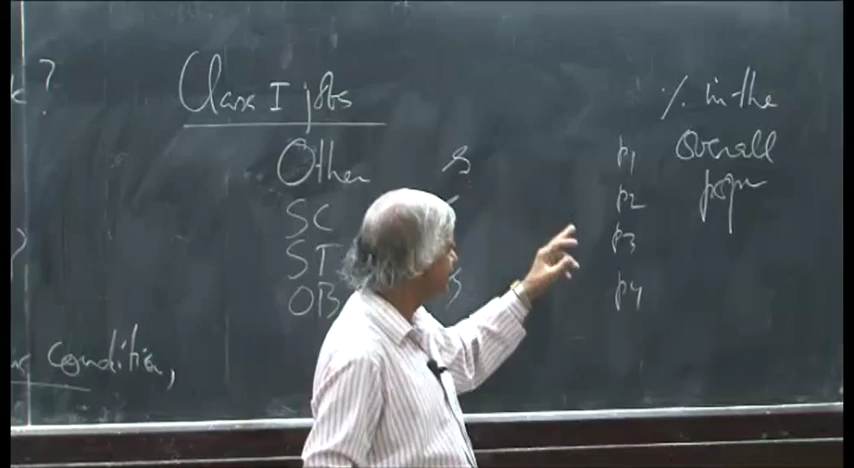 ?
Class I jobs
% in the
Overall
popn
Other s p1
SC p2
ST p3
OB s p4
condition,